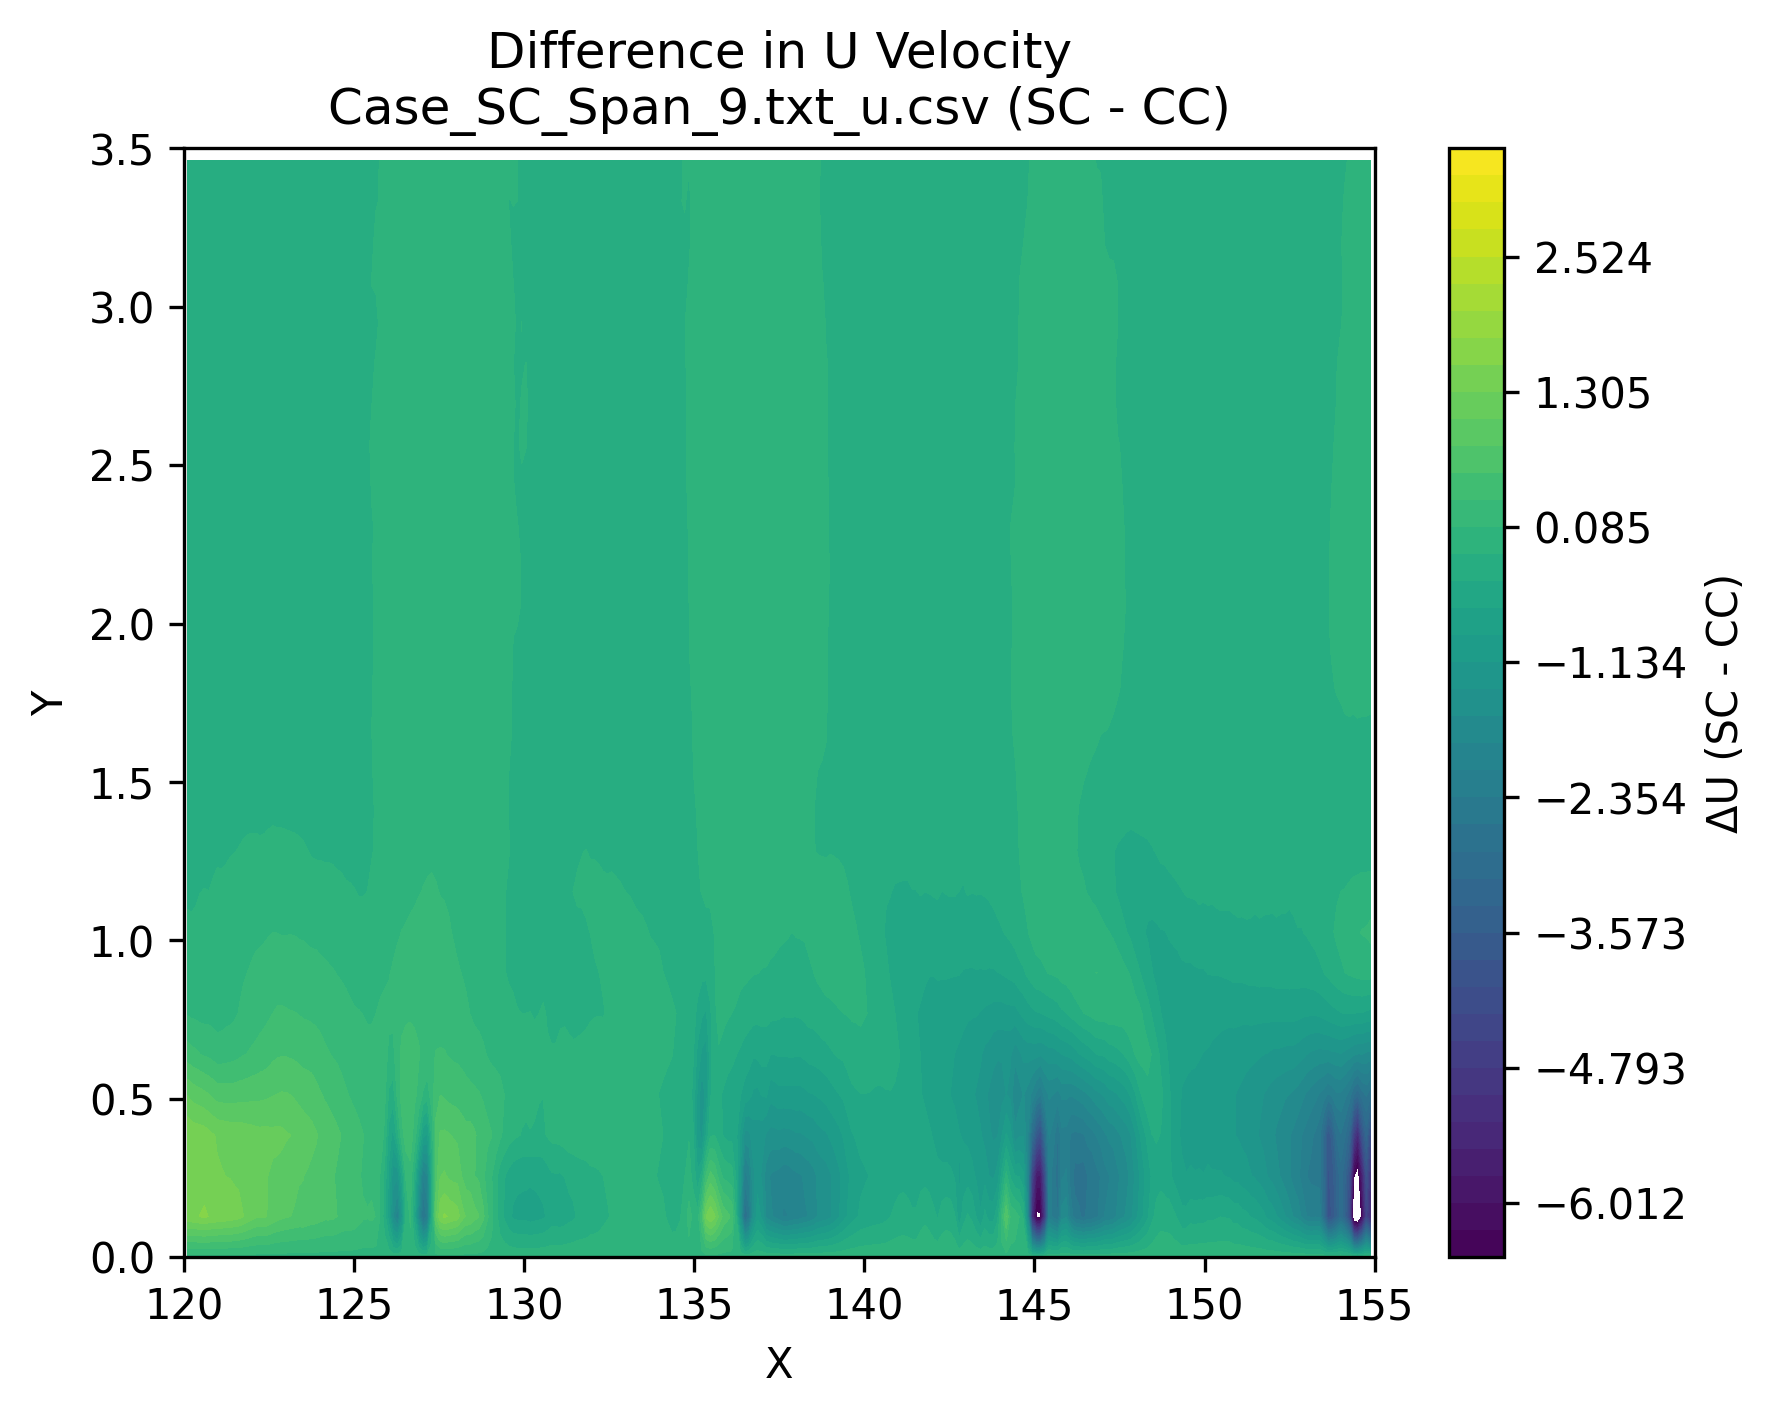 Difference in U Velocity
Case_SC_Span_9.txt_u.csv (SC - CC)
3.5
3.0
2.5
2.0
1.5
1.0
0.5
0.0
Y
120 125 130 135 140 145 150 155
X
2.524
1.305
0.085
−1.134
−2.354
−3.573
−4.793
−6.012
ΔU (SC - CC)